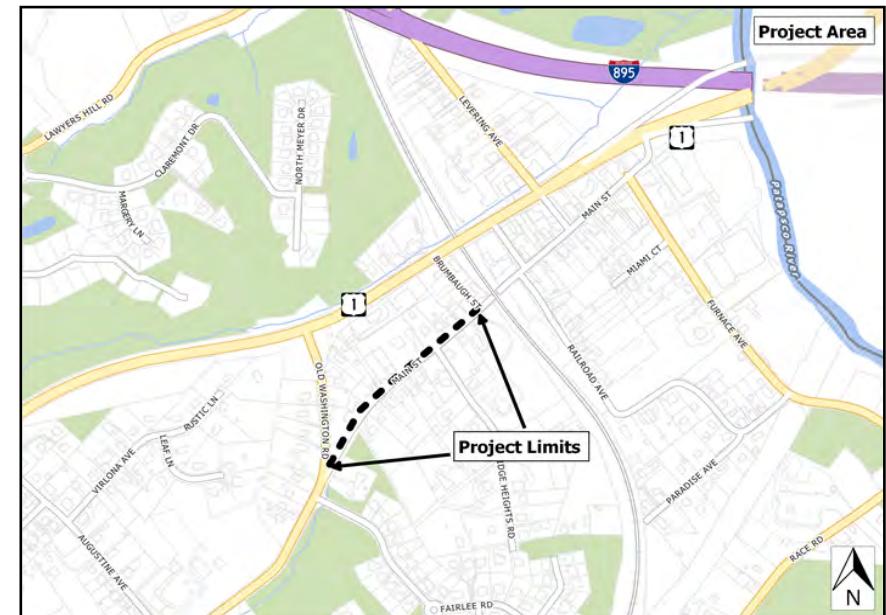 Project Area
895
LAWYERS HILL RD
LEVERING AVE
CLAREMONT DR
NORTH MEYER DR
1
MAIN ST
MARGERY LN
Patapsco River
MIAMI CT
BRUMBAUGH ST
1
FURNACE AVE
RAILROAD AVE
MAIN ST
OLD WASHINGTON RD
RUSTIC LN
LEAF LN
VIRLONA AVE
Project Limits
IDGE HEIGHTS RD
PARADISE AVE
AUGUSTINE AVE
RACE RD
FAIRLEE RD
N